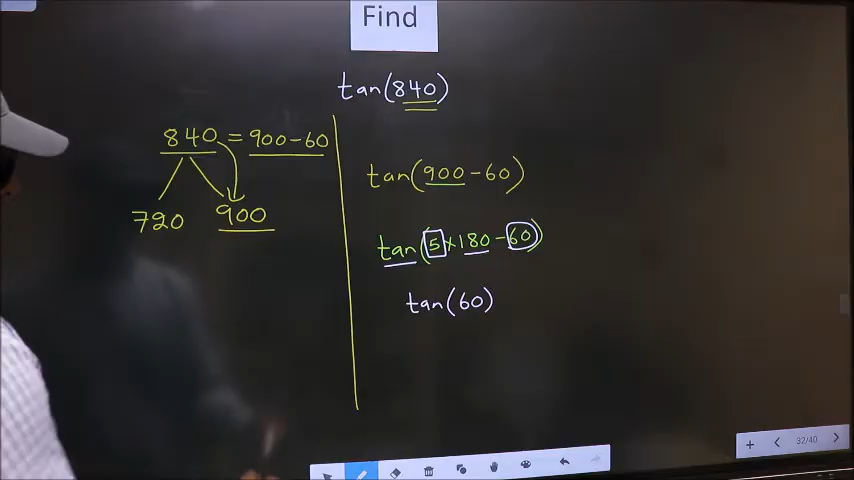 Find
tan(840)
840 = 900-60
720 900
tan(900-60)
tan(5×180-60)
tan(60)
32/40